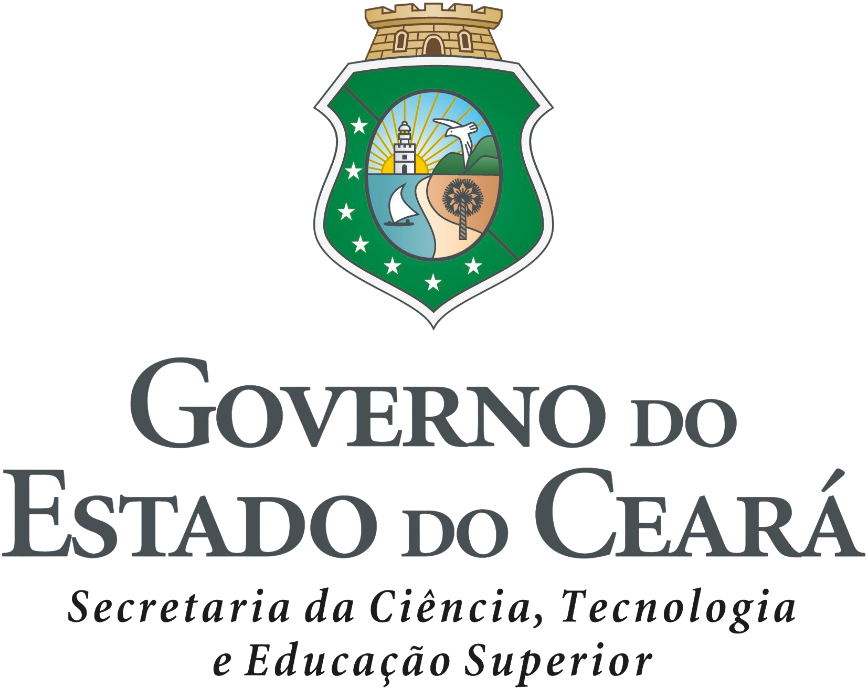 Governo do
Estado do Ceará
Secretaria da Ciência, Tecnologia
e Educação Superior